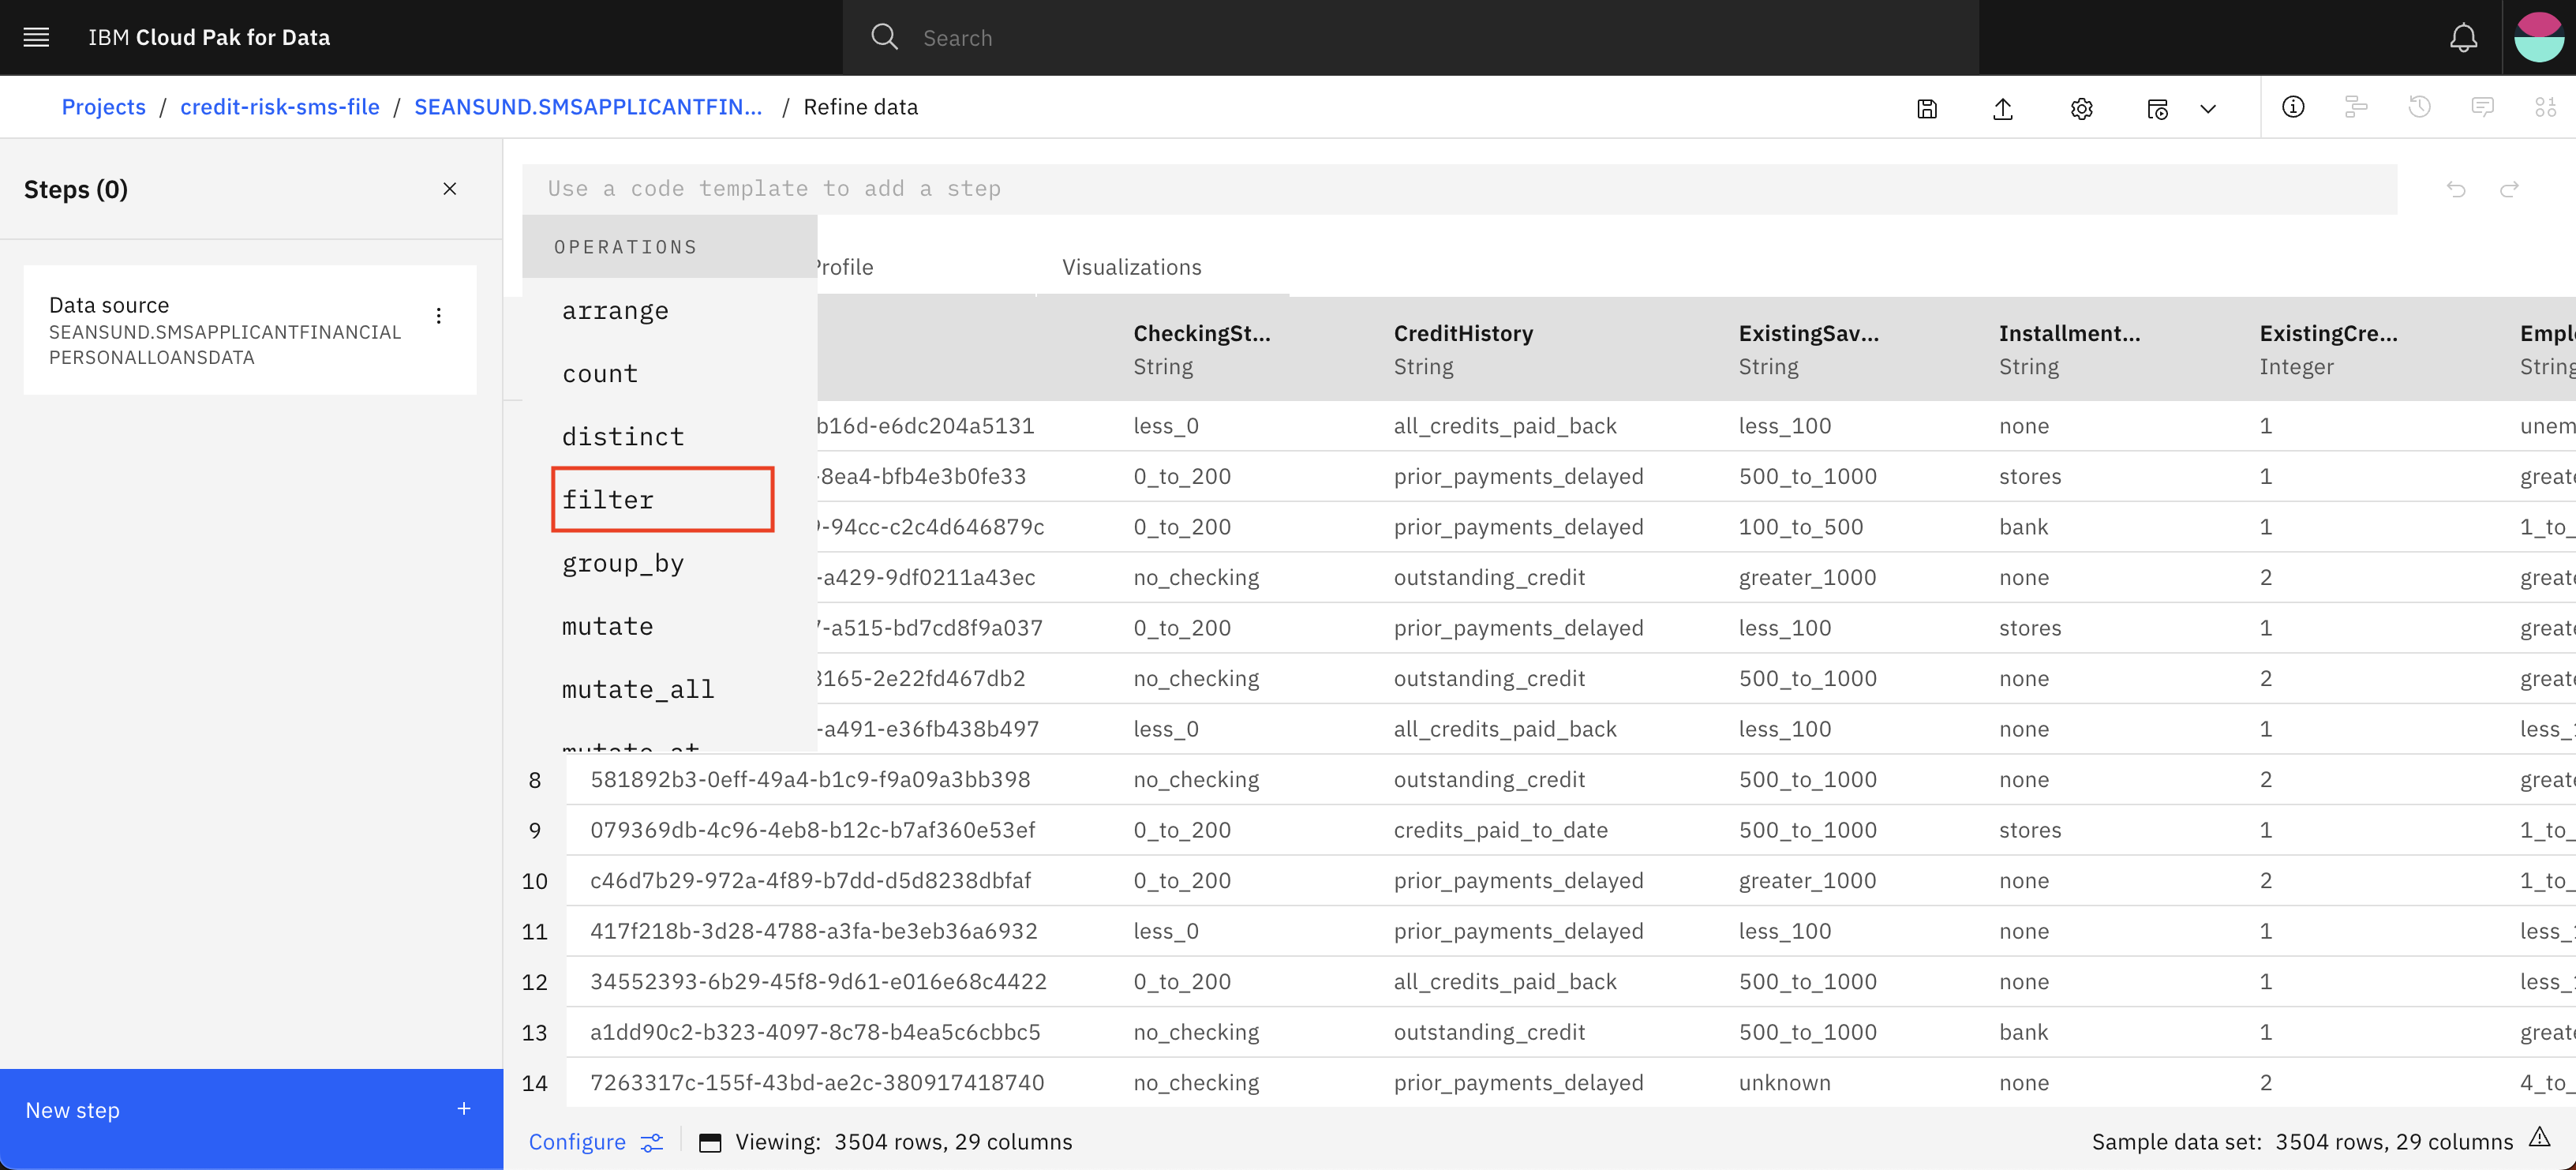 IBM Cloud Pak for Data
Search
Projects / credit-risk-sms-file / SEANSUND.SMSAPPLICANTFIN... / Refine data
Steps (0)
Use a code template to add a step
Data source
SEANSUND.SMSAPPLICANTFINANCIAL
PERSONALLOANSDATA
New step
OPERATIONS
arrange
count
distinct
filter
group_by
mutate
mutate_all
Profile Visualizations
CheckingSt... CreditHistory ExistingSav... Installment... ExistingCre... Empl
String String String String Integer String
b16d-e6dc204a5131 less_0 all_credits_paid_back less_100 none 1 unem
-8ea4-bfb4e3b0fe33 0_to_200 prior_payments_delayed 500_to_1000 stores 1 greate
-94cc-c2c4d646879c 0_to_200 prior_payments_delayed 100_to_500 bank 1 1_to_
-a429-9df0211a43ec no_checking outstanding_credit greater_1000 none 2 greate
-a515-bd7cd8f9a037 0_to_200 prior_payments_delayed less_100 stores 1 greate
8165-2e22fd467db2 no_checking outstanding_credit 500_to_1000 none 2 greate
-a491-e36fb438b497 less_0 all_credits_paid_back less_100 none 1 less_
8 581892b3-0eff-49a4-b1c9-f9a09a3bb398 no_checking outstanding_credit 500_to_1000 none 2 greate
9 079369db-4c96-4eb8-b12c-b7af360e53ef 0_to_200 credits_paid_to_date 500_to_1000 stores 1 1_to_
10 c46d7b29-972a-4f89-b7dd-d5d8238dbfaf 0_to_200 prior_payments_delayed greater_1000 none 2 1_to_
11 417f218b-3d28-4788-a3fa-be3eb36a6932 less_0 prior_payments_delayed less_100 none 1 less_
12 34552393-6b29-45f8-9d61-e016e68c4422 0_to_200 all_credits_paid_back 500_to_1000 none 1 less_
13 a1dd90c2-b323-4097-8c78-b4ea5c6cbbc5 no_checking outstanding_credit 500_to_1000 bank 1 greate
14 7263317c-155f-43bd-ae2c-380917418740 no_checking prior_payments_delayed unknown none 2 4_to_
Configure Viewing: 3504 rows, 29 columns Sample data set: 3504 rows, 29 columns